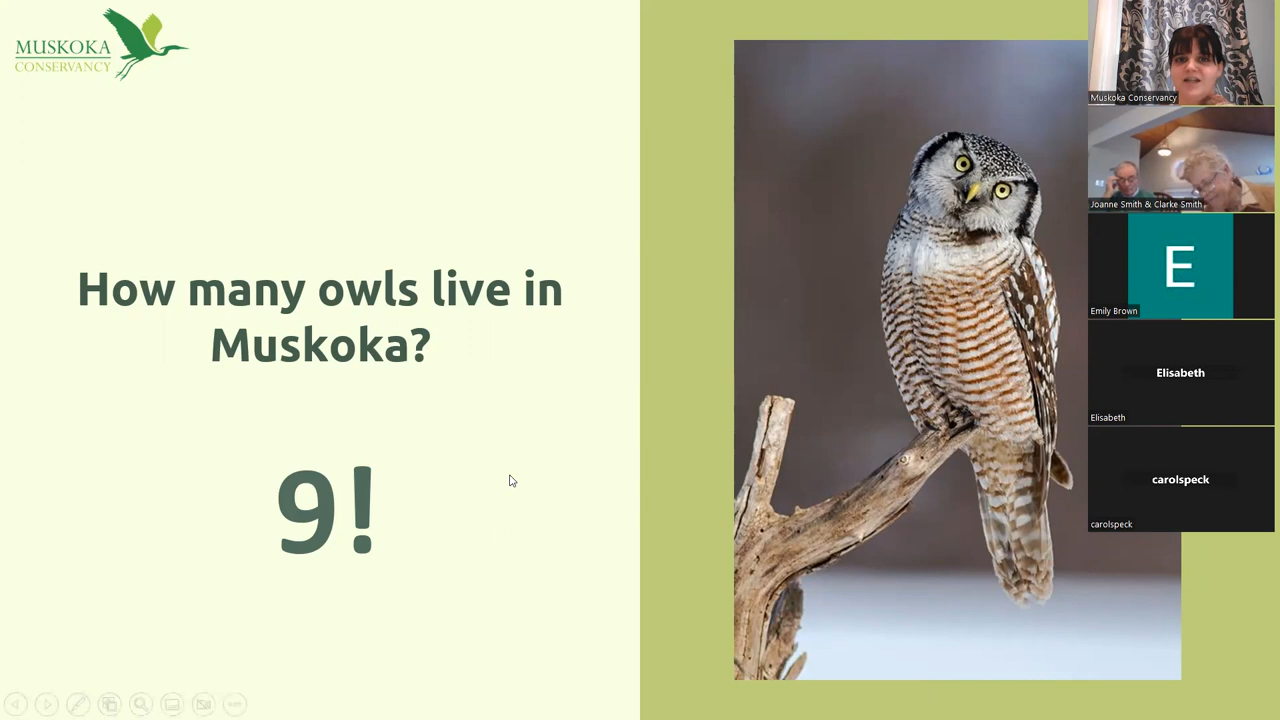 MUSKOKA
CONSERVANCY
How many owls live in
Muskoka?
9!
Muskoka Conservancy
Joanne Smith & Clarke Smith
E
Emily Brown
Elisabeth
Elisabeth
carolspeck
carolspeck